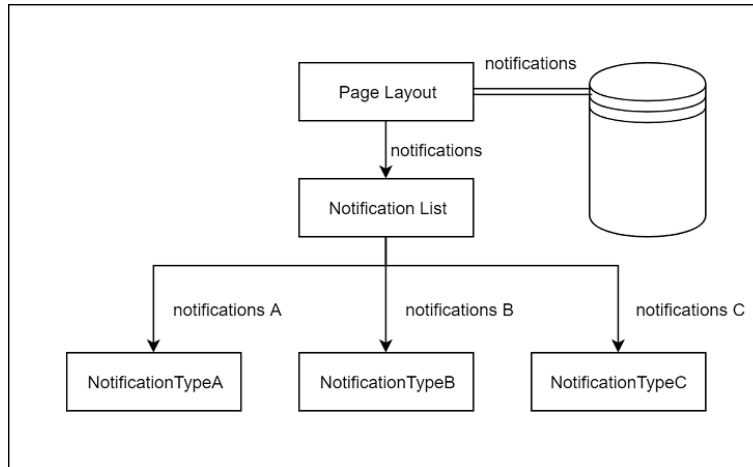 notifications
Page Layout
notifications
Notification List
notifications A
notifications B
notifications C
NotificationTypeA
NotificationTypeB
NotificationTypeC